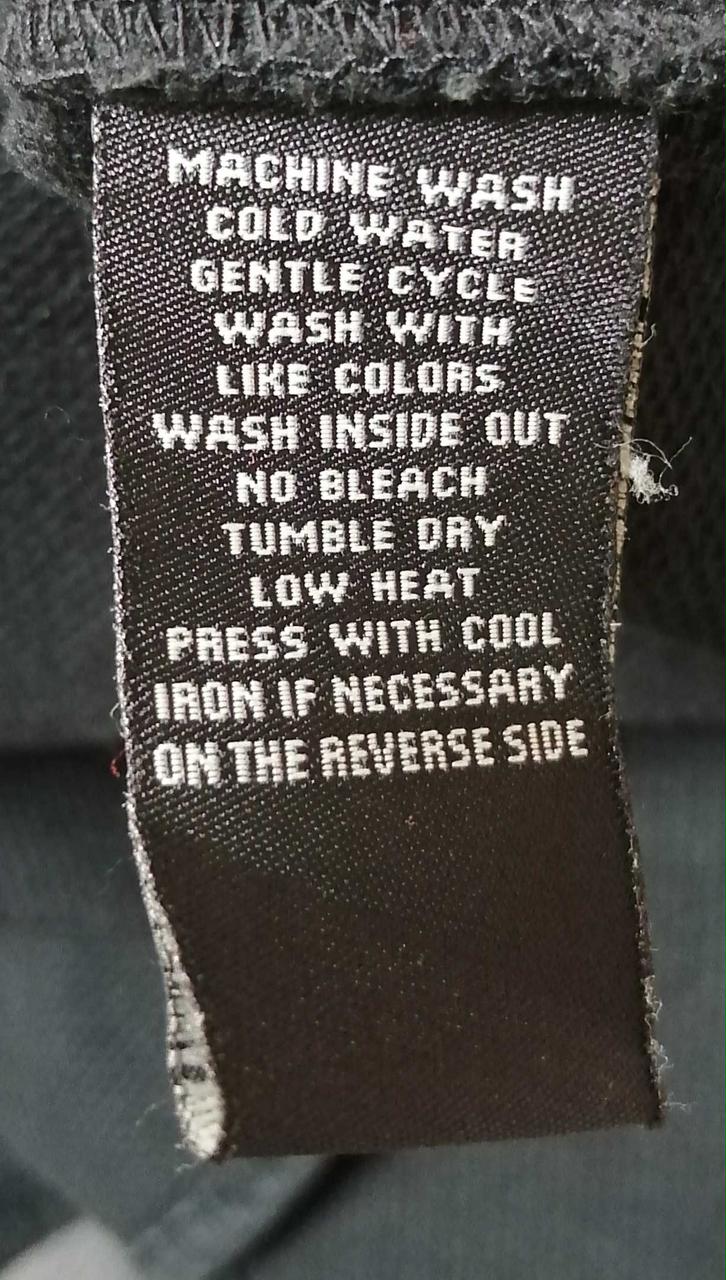 MACHINE WASH
COLD WATER
GENTLE CYCLE
WASH WITH
LIKE COLORS
WASH INSIDE OUT
NO BLEACH
TUMBLE DRY
LOW HEAT
PRESS WITH COOL
IRON IF NECESSARY
ON THE REVERSE SIDE